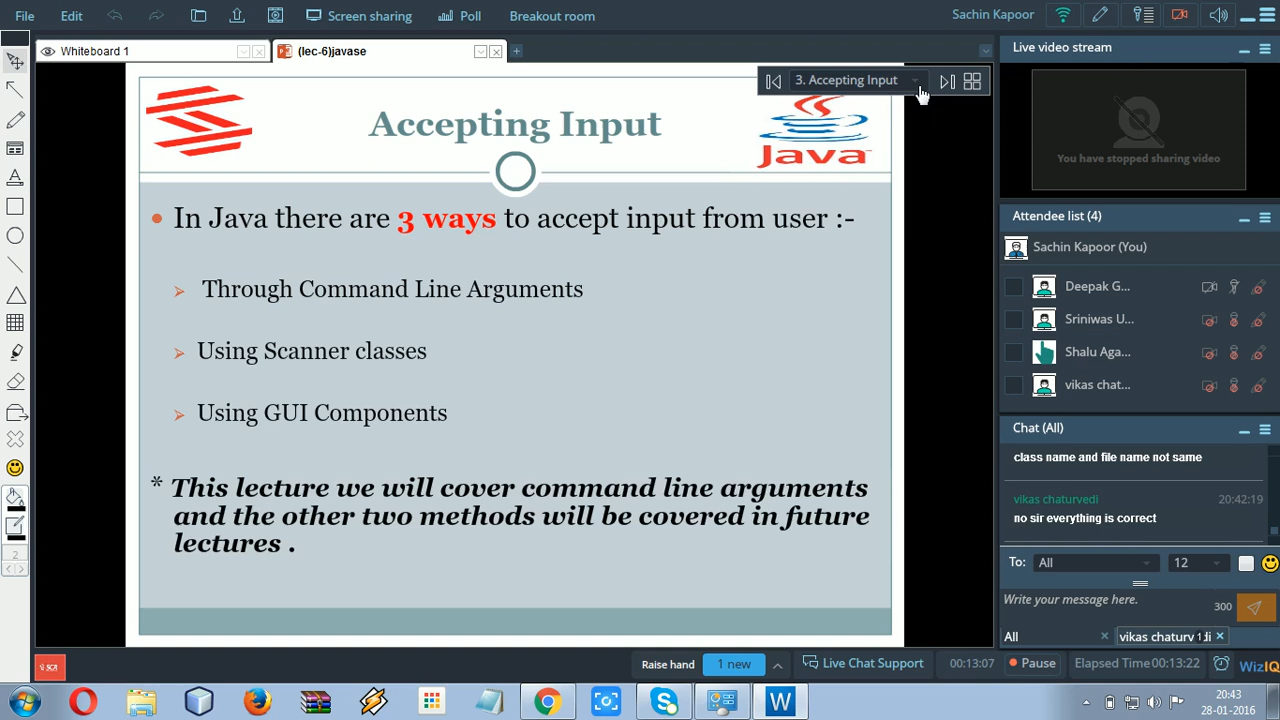 File Edit Screen sharing Poll Breakout room Sachin Kapoor
Whiteboard 1 (lec-6)javase
3. Accepting Input
Accepting Input
Java
In Java there are 3 ways to accept input from user :-
Through Command Line Arguments
Using Scanner classes
Using GUI Components
* This lecture we will cover command line arguments
and the other two methods will be covered in future
lectures .
Live video stream
You have stopped sharing video
Attendee list (4)
Sachin Kapoor (You)
Deepak G...
Sriniwas U...
Shalu Aga...
vikas chat...
Chat (All)
class name and file name not same
vikas chaturvedi 20:42:19
no sir everything is correct
To: All 12
Write your message here. 300
All vikas chaturvedi
2
SCA
Raise hand 1 new Live Chat Support 00:13:07 Pause Elapsed Time 00:13:22 WizIQ
20:43
28-01-2016